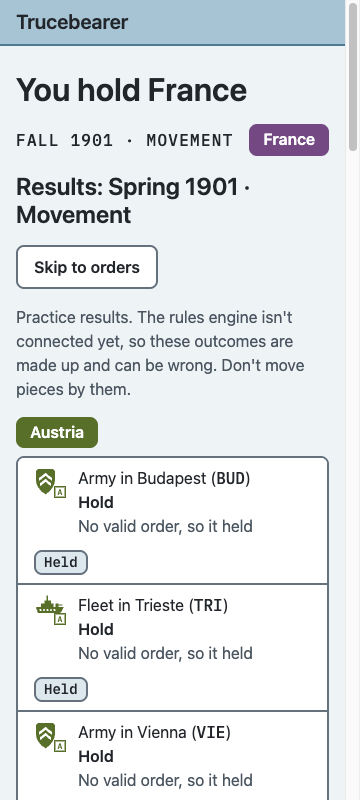 Trucebearer
You hold France
FALL 1901 · MOVEMENT
France
Results: Spring 1901 ·
Movement
Skip to orders
Practice results. The rules engine isn't
connected yet, so these outcomes are
made up and can be wrong. Don't move
pieces by them.
Austria
A
Army in Budapest (BUD)
Hold
No valid order, so it held
Held
A
Fleet in Trieste (TRI)
Hold
No valid order, so it held
Held
A
Army in Vienna (VIE)
Hold
No valid order, so it held